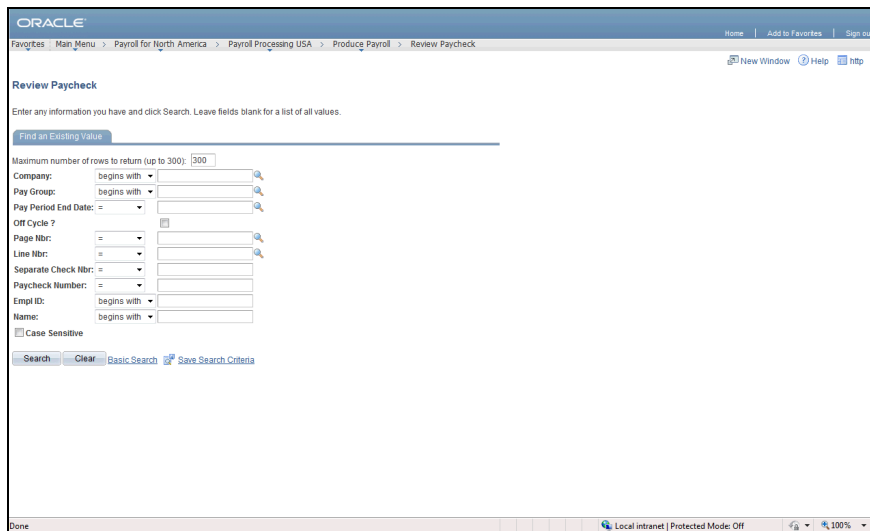 ORACLE
Home | Add to Favorites | Sign ou
Favorites | Main Menu > Payroll for North America > Payroll Processing USA > Produce Payroll > Review Paycheck
New Window Help http
Review Paycheck
Enter any information you have and click Search. Leave fields blank for a list of all values.
Find an Existing Value
Maximum number of rows to return (up to 300): 300
Company: begins with
Pay Group: begins with
Pay Period End Date: =
Off Cycle ?
Page Nbr: =
Line Nbr: =
Separate Check Nbr: =
Paycheck Number: =
Empl ID: begins with
Name: begins with
Case Sensitive
Search Clear Basic Search Save Search Criteria
Done Local intranet | Protected Mode: Off 100%